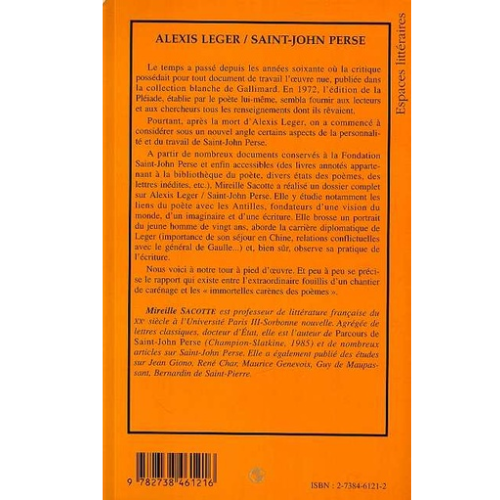 ALEXIS LEGER / SAINT-JOHN PERSE
Espaces littéraires
Le temps a passé depuis les années soixante où la critique
possédait pour tout document de travail l'œuvre nue, publiée dans
la collection blanche de Gallimard. En 1972, l'édition de la
Pléiade, établie par le poète lui-même, sembla fournir aux lecteurs
et aux chercheurs tous les renseignements dont ils rêvaient.
Pourtant, après la mort d'Alexis Leger, on a commencé à
considérer sous un nouvel angle certains aspects de la personnali-
té et du travail de Saint-John Perse.
A partir de nombreux documents conservés à la Fondation
Saint-John Perse et enfin accessibles (des livres annotés apparte-
nant à la bibliothèque du poète, divers états des poèmes, des
lettres inédites, etc.), Mireille Sacotte a réalisé un dossier complet
sur Alexis Leger / Saint-John Perse. Elle y étudie notamment les
liens du poète avec les Antilles, fondateurs d'une vision du
monde, d'un imaginaire et d'une écriture. Elle brosse un portrait
du jeune homme de vingt ans, aborde la carrière diplomatique de
Leger (importance de son séjour en Chine, relations conflictuelles
avec le général de Gaulle...) et, bien sûr, observe sa pratique de
l'écriture.
Nous voici à notre tour à pied d'œuvre. Et peu à peu se préci-
se le rapport qui existe entre l'extraordinaire fouillis d'un chantier
de carénage et les « immortelles carènes des poèmes ».
Mireille SACOTTE est professeur de littérature française du
XXe siècle à l'Université Paris III-Sorbonne nouvelle. Agrégée de
lettres classiques, docteur d'État, elle est l'auteur de Parcours de
Saint-John Perse (Champion-Slatkine, 1985) et de nombreux
articles sur Saint-John Perse. Elle a également publié des études
sur Jean Giono, René Char, Maurice Genevoix, Guy de Maupas-
sant, Bernardin de Saint-Pierre.
9 782738 461216
ISBN : 2-7384-6121-2